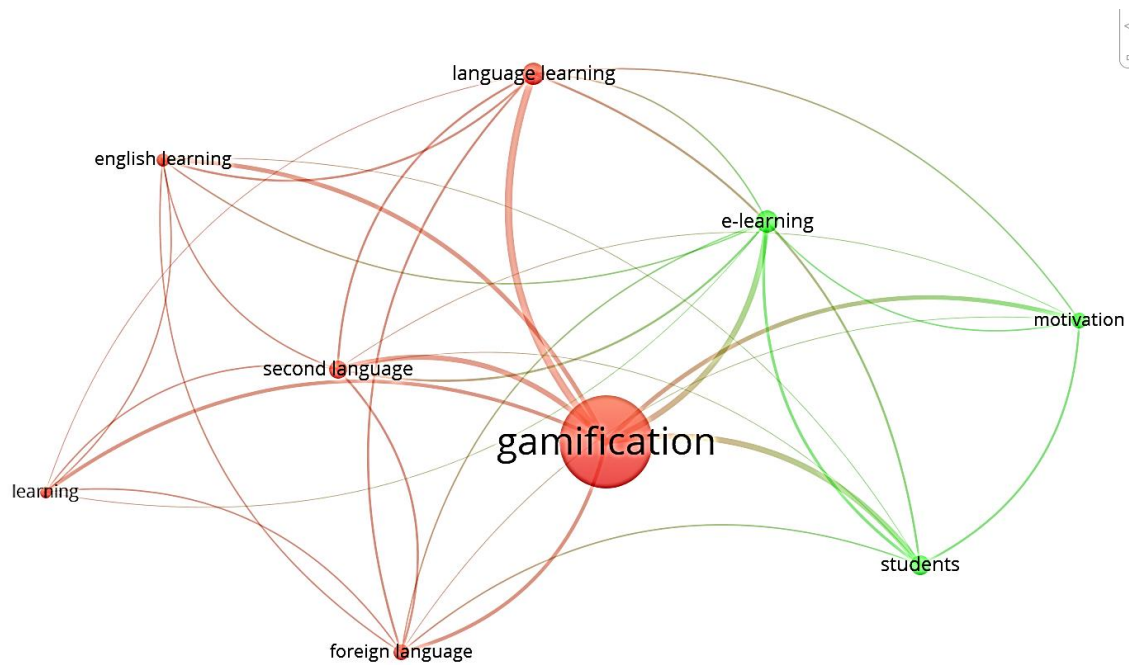 language learning
english learning
e-learning
motivation
second language
gamification
learning
students
foreign language